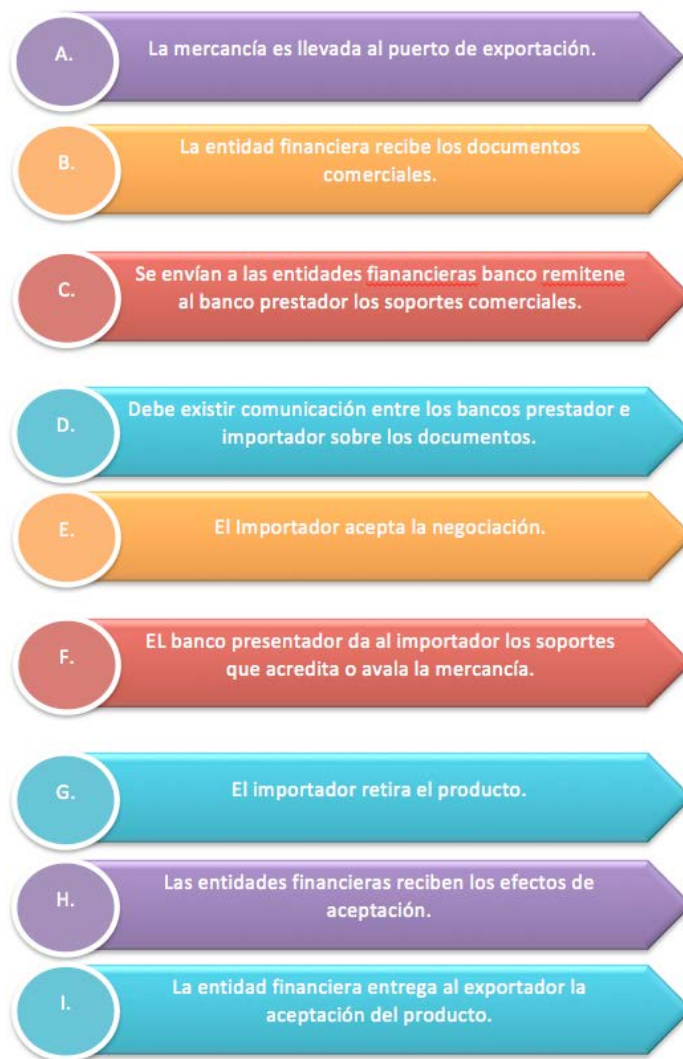 A.
La mercancía es llevada al puerto de exportación.
B.
La entidad financiera recibe los documentos
comerciales.
C.
Se envían a las entidades fianancieras banco remitene
al banco prestador los soportes comerciales.
D.
Debe existir comunicación entre los bancos prestador e
importador sobre los documentos.
E.
El Importador acepta la negociación.
F.
EL banco presentador da al importador los soportes
que acredita o avala la mercancía.
G.
El importador retira el producto.
H.
Las entidades financieras reciben los efectos de
aceptación.
I.
La entidad financiera entrega al exportador la
aceptación del producto.